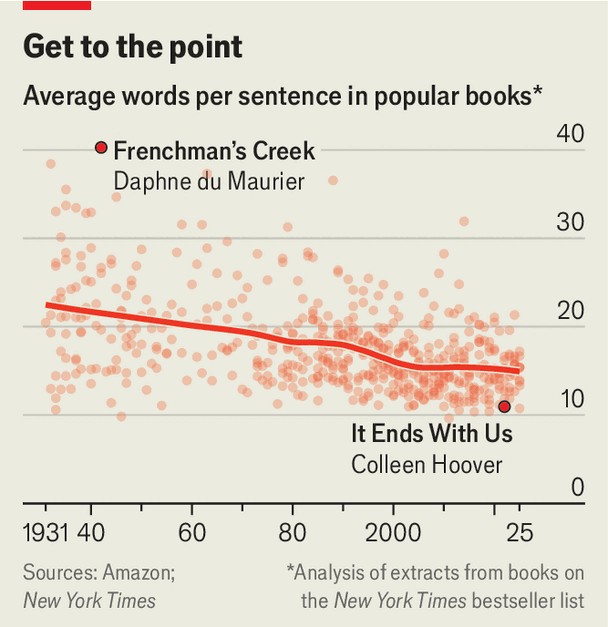 Get to the point
Average words per sentence in popular books*
40
Frenchman's Creek
Daphne du Maurier
30
20
10
It Ends With Us
Colleen Hoover
0
1931 40 60 80 2000 25
Sources: Amazon;
New York Times
*Analysis of extracts from books on
the New York Times bestseller list